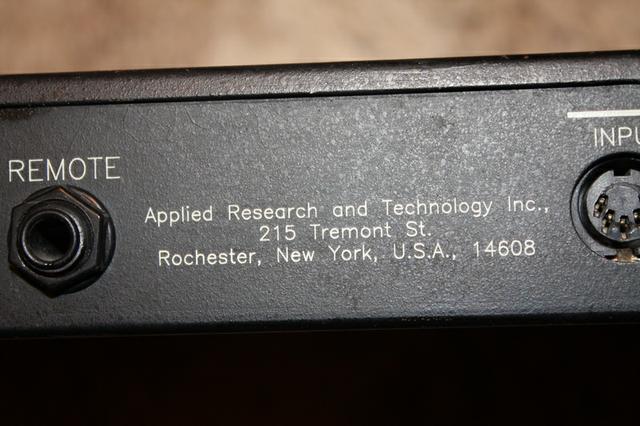 REMOTE
Applied Research and Technology Inc.,
215 Tremont St.
Rochester, New York, U.S.A., 14608
INPU